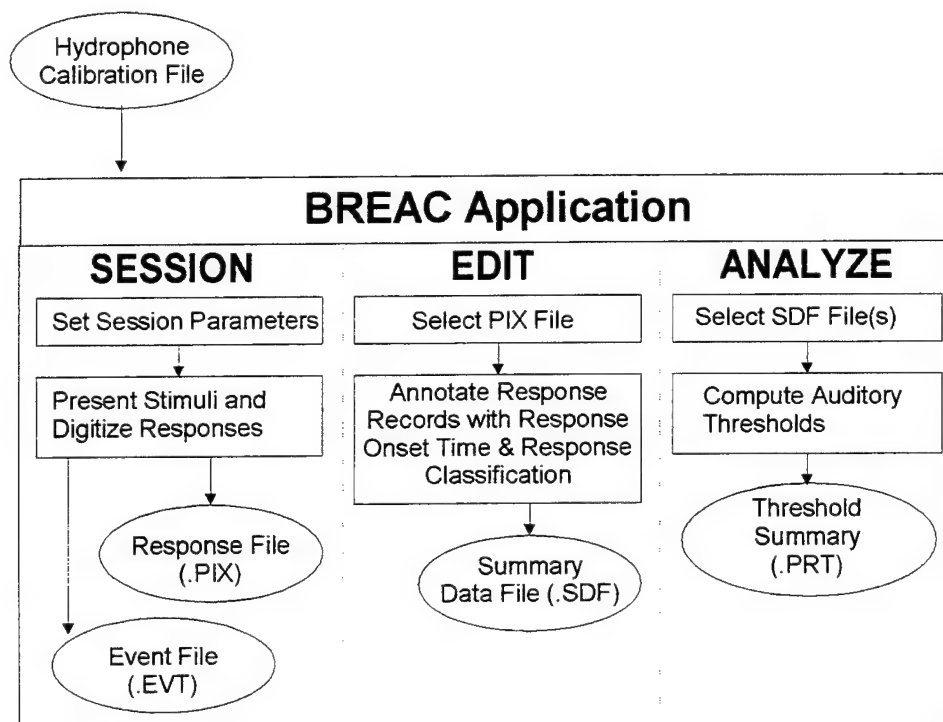 Hydrophone
Calibration File
BREAC Application
SESSION
Set Session Parameters
Present Stimuli and
Digitize Responses
Response File
(.PIX)
Event File
(.EVT)
EDIT
Select PIX File
Annotate Response
Records with Response
Onset Time & Response
Classification
Summary
Data File (.SDF)
ANALYZE
Select SDF File(s)
Compute Auditory
Thresholds
Threshold
Summary
(.PRT)